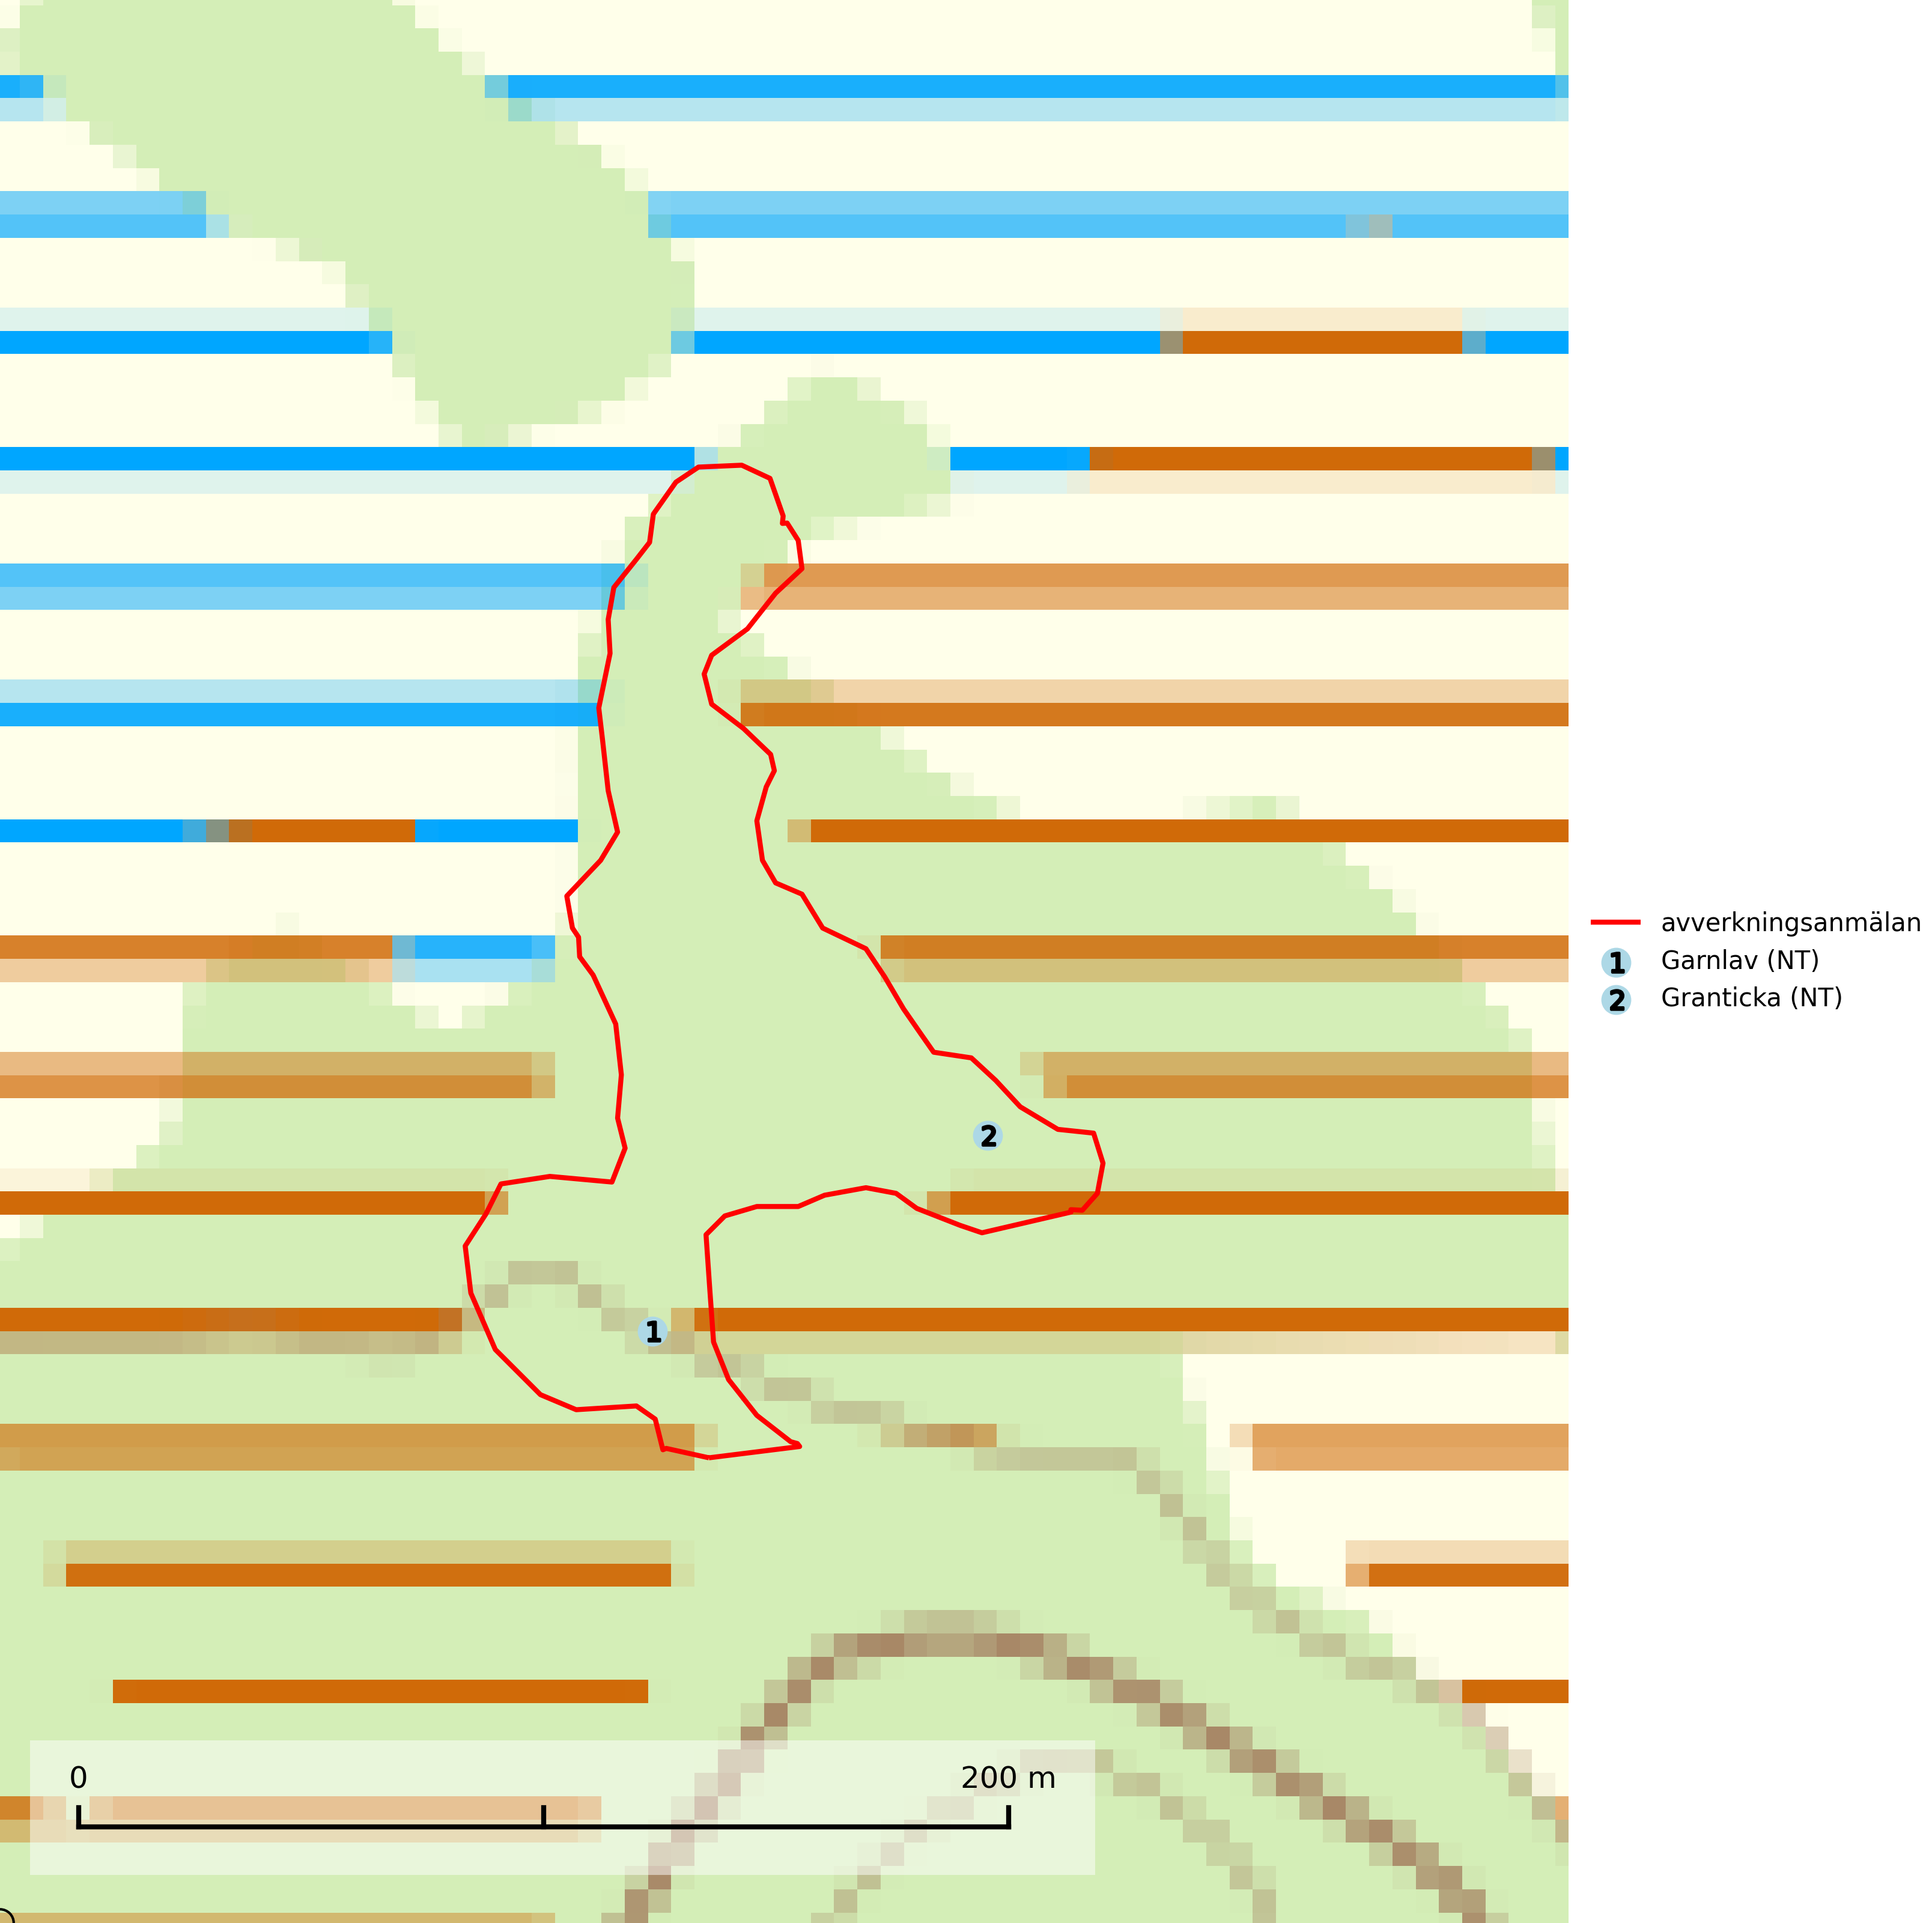 avverkningsanmälan
1 Garnlav (NT)
2 Granticka (NT)
2
1
0 200 m